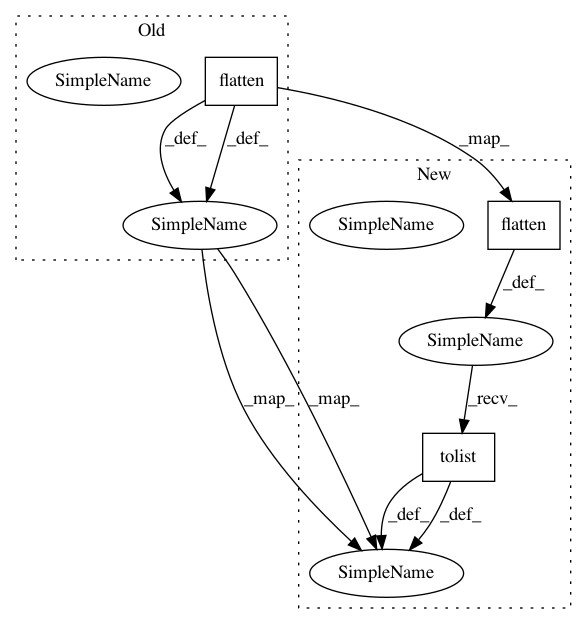 Old
SimpleName
flatten
_def_
_def_
_map_
New
SimpleName
SimpleName
flatten
_def_
SimpleName
_map_
_map_
_recv_
tolist
_def_
_def_
SimpleName